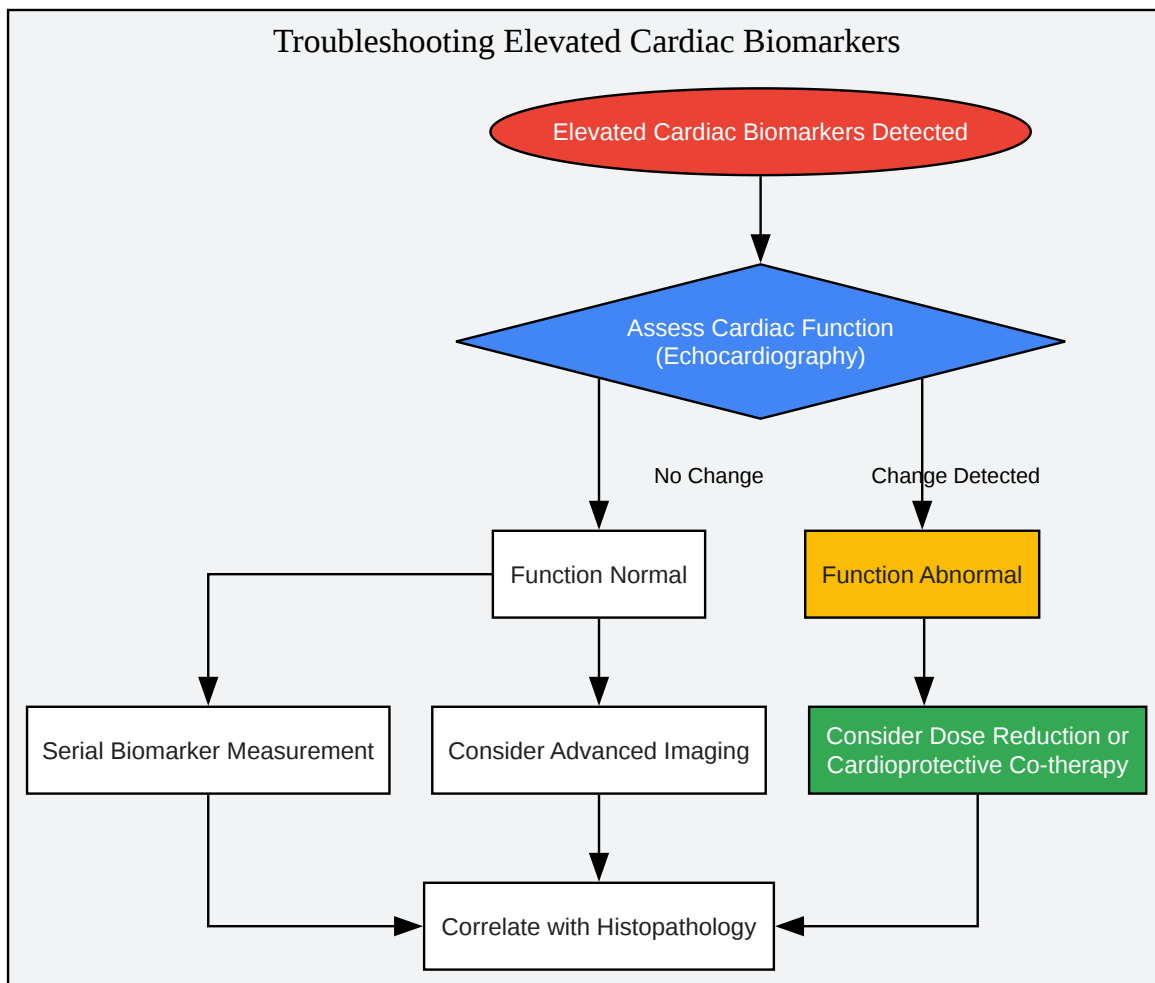 Troubleshooting Elevated Cardiac Biomarkers
Elevated Cardiac Biomarkers Detected
Assess Cardiac Function
(Echocardiography)
No Change
Change Detected
Function Normal
Function Abnormal
Serial Biomarker Measurement
Consider Advanced Imaging
Consider Dose Reduction or
Cardioprotective Co-therapy
Correlate with Histopathology